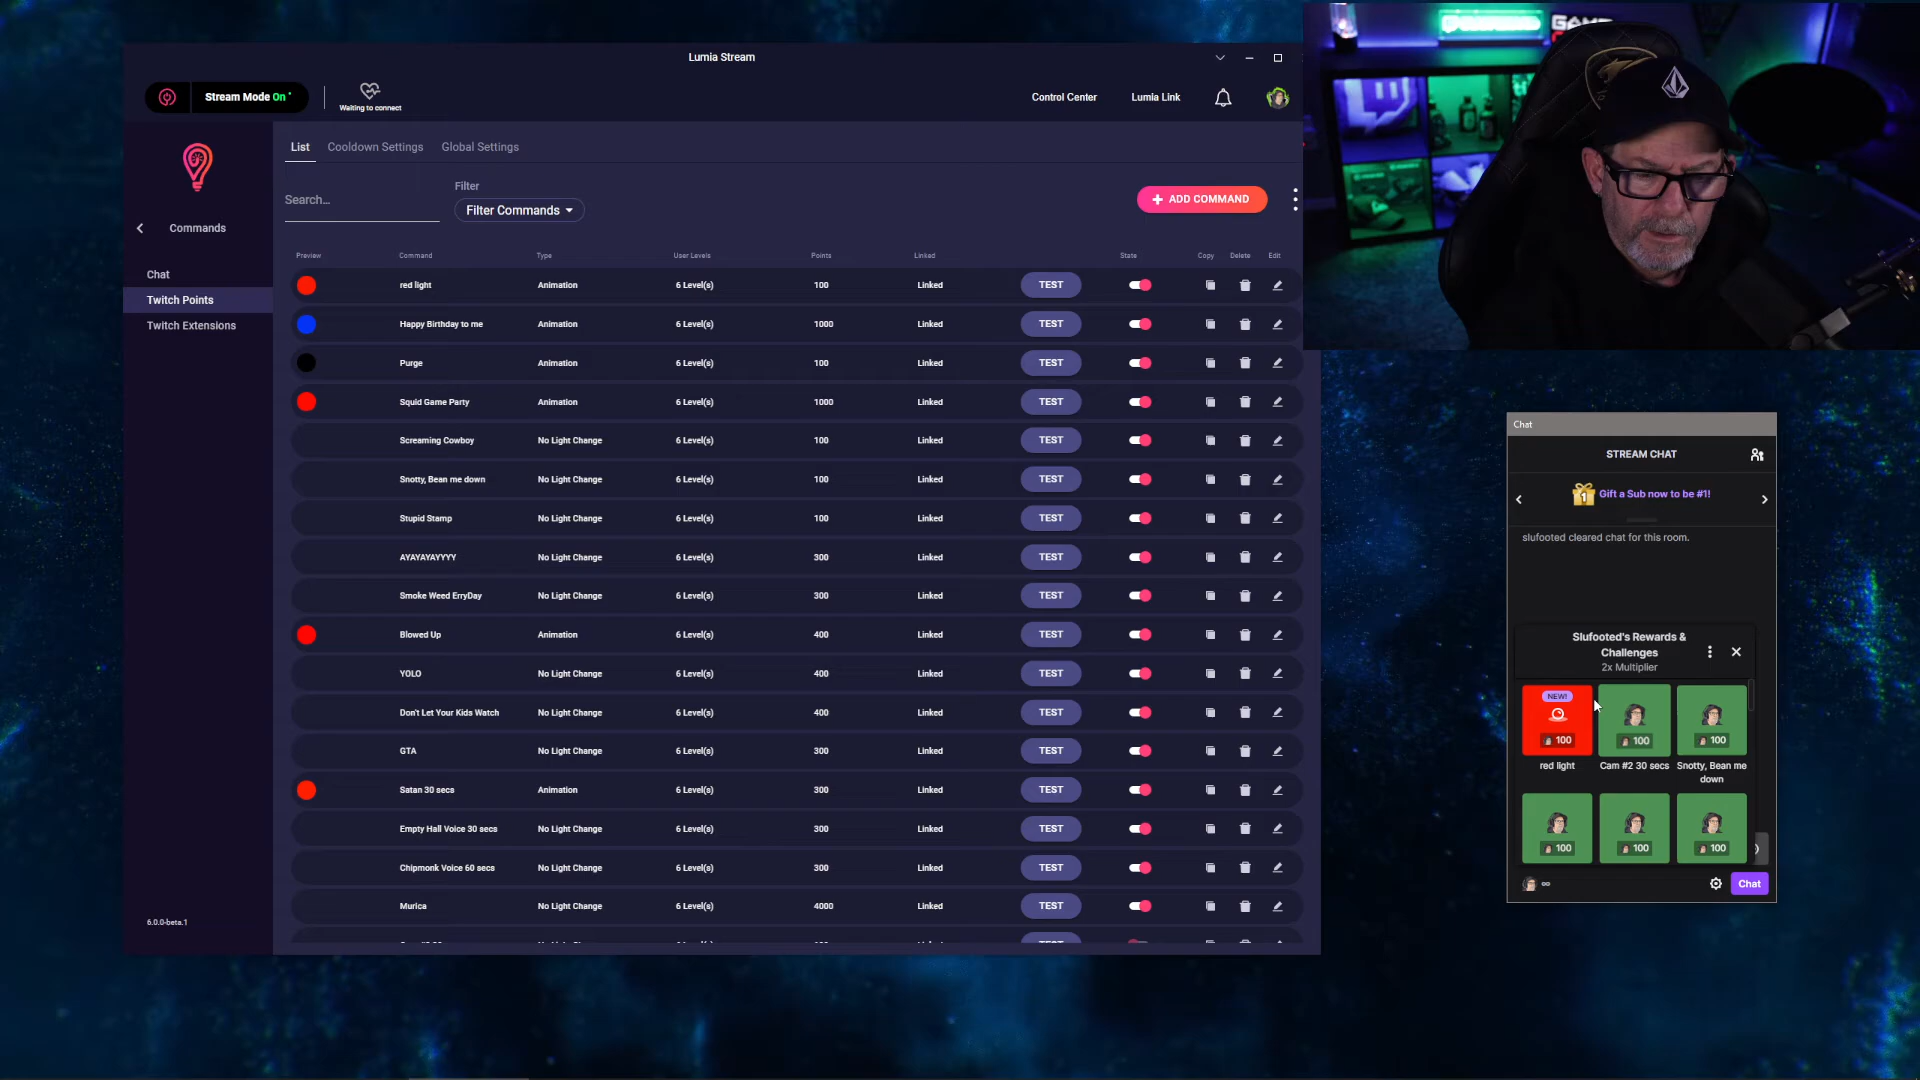 Lumia Stream
Stream Mode On
Waiting to connect
Control Center
Lumia Link
Commands
Chat
Twitch Points
Twitch Extensions
6.0.0-beta.1
List Cooldown Settings Global Settings
Search...
Filter
Filter Commands
ADD COMMAND
Preview Command Type User Levels Points Linked State Copy Delete Edit
red light Animation 6 Level(s) 100 Linked TEST
Happy Birthday to me Animation 6 Level(s) 1000 Linked TEST
Purge Animation 6 Level(s) 100 Linked TEST
Squid Game Party Animation 6 Level(s) 1000 Linked TEST
Screaming Cowboy No Light Change 6 Level(s) 100 Linked TEST
Snotty, Bean me down No Light Change 6 Level(s) 100 Linked TEST
Stupid Stamp No Light Change 6 Level(s) 100 Linked TEST
AYAYAYAYYYY No Light Change 6 Level(s) 300 Linked TEST
Smoke Weed ErryDay No Light Change 6 Level(s) 300 Linked TEST
Blowed Up Animation 6 Level(s) 400 Linked TEST
YOLO No Light Change 6 Level(s) 400 Linked TEST
Don't Let Your Kids Watch No Light Change 6 Level(s) 400 Linked TEST
GTA No Light Change 6 Level(s) 300 Linked TEST
Satan 30 secs Animation 6 Level(s) 300 Linked TEST
Empty Hall Voice 30 secs No Light Change 6 Level(s) 300 Linked TEST
Chipmonk Voice 60 secs No Light Change 6 Level(s) 300 Linked TEST
Murica No Light Change 6 Level(s) 4000 Linked TEST
Chat
STREAM CHAT
1 Gift a Sub now to be #1!
slufooted cleared chat for this room.
Slufooted's Rewards &
Challenges
2x Multiplier
NEW!
100 100 100
red light Cam #2 30 secs Snotty, Bean me
down
100 100 100
Chat